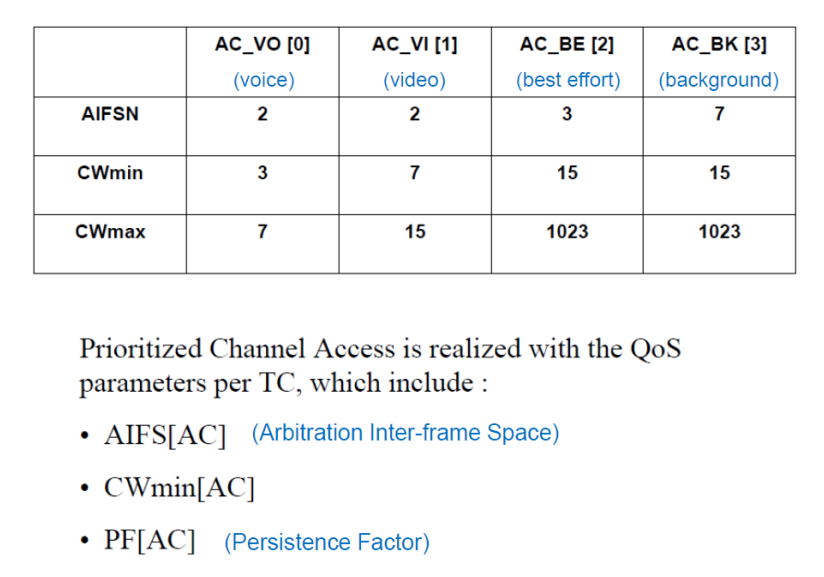 AC_VO [0] AC_VI [1] AC_BE [2] AC_BK [3]
(voice) (video) (best effort) (background)
AIFSN 2 2 3 7
CWmin 3 7 15 15
CWmax 7 15 1023 1023
Prioritized Channel Access is realized with the QoS
parameters per TC, which include :
• AIFS[AC] (Arbitration Inter-frame Space)
• CWmin[AC]
• PF[AC] (Persistence Factor)